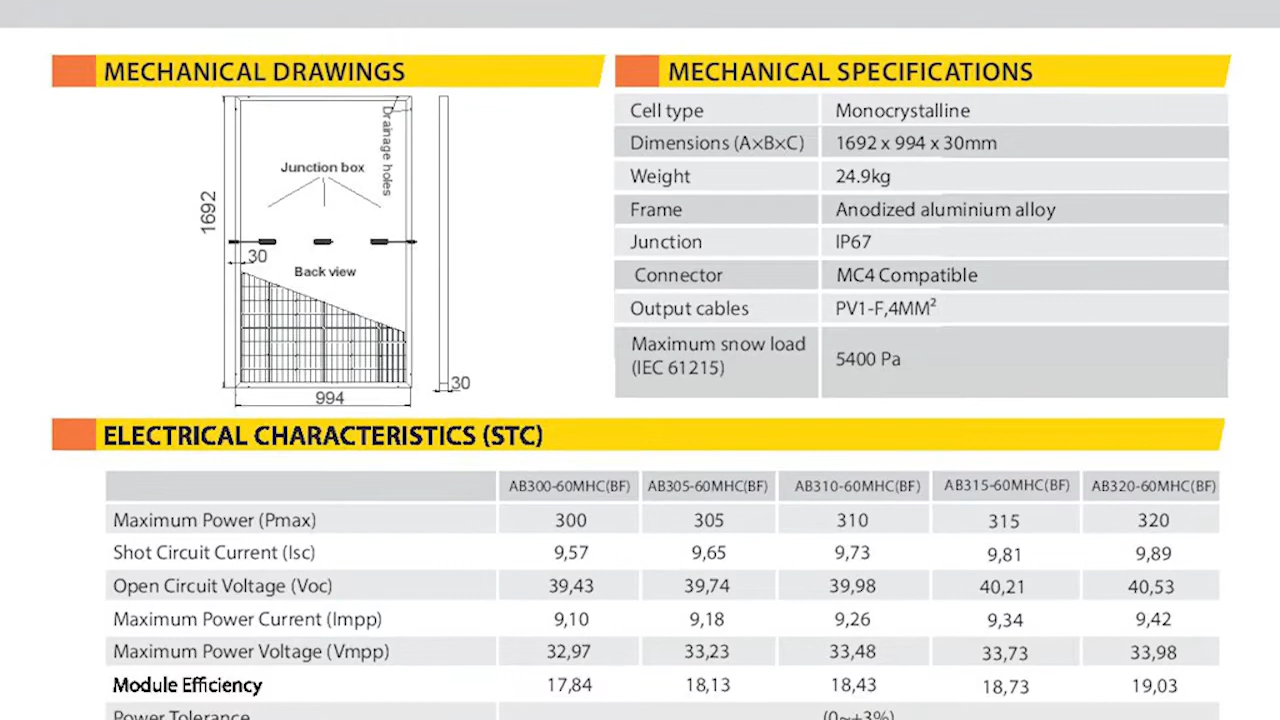 MECHANICAL DRAWINGS
Drainage holes
Junction box
1692
30
Back view
30
994
MECHANICAL SPECIFICATIONS
Cell type Monocrystalline
Dimensions (A×B×C) 1692 x 994 x 30mm
Weight 24.9kg
Frame Anodized aluminium alloy
Junction IP67
Connector MC4 Compatible
Output cables PV1-F,4MM²
Maximum snow load
(IEC 61215) 5400 Pa
ELECTRICAL CHARACTERISTICS (STC)
AB300-60MHC(BF) AB305-60MHC(BF) AB310-60MHC(BF) AB315-60MHC(BF) AB320-60MHC(BF)
Maximum Power (Pmax) 300 305 310 315 320
Shot Circuit Current (Isc) 9,57 9,65 9,73 9,81 9,89
Open Circuit Voltage (Voc) 39,43 39,74 39,98 40,21 40,53
Maximum Power Current (Impp) 9,10 9,18 9,26 9,34 9,42
Maximum Power Voltage (Vmpp) 32,97 33,23 33,48 33,73 33,98
Module Efficiency 17,84 18,13 18,43 18,73 19,03
Power Tolerance (0~+3%)